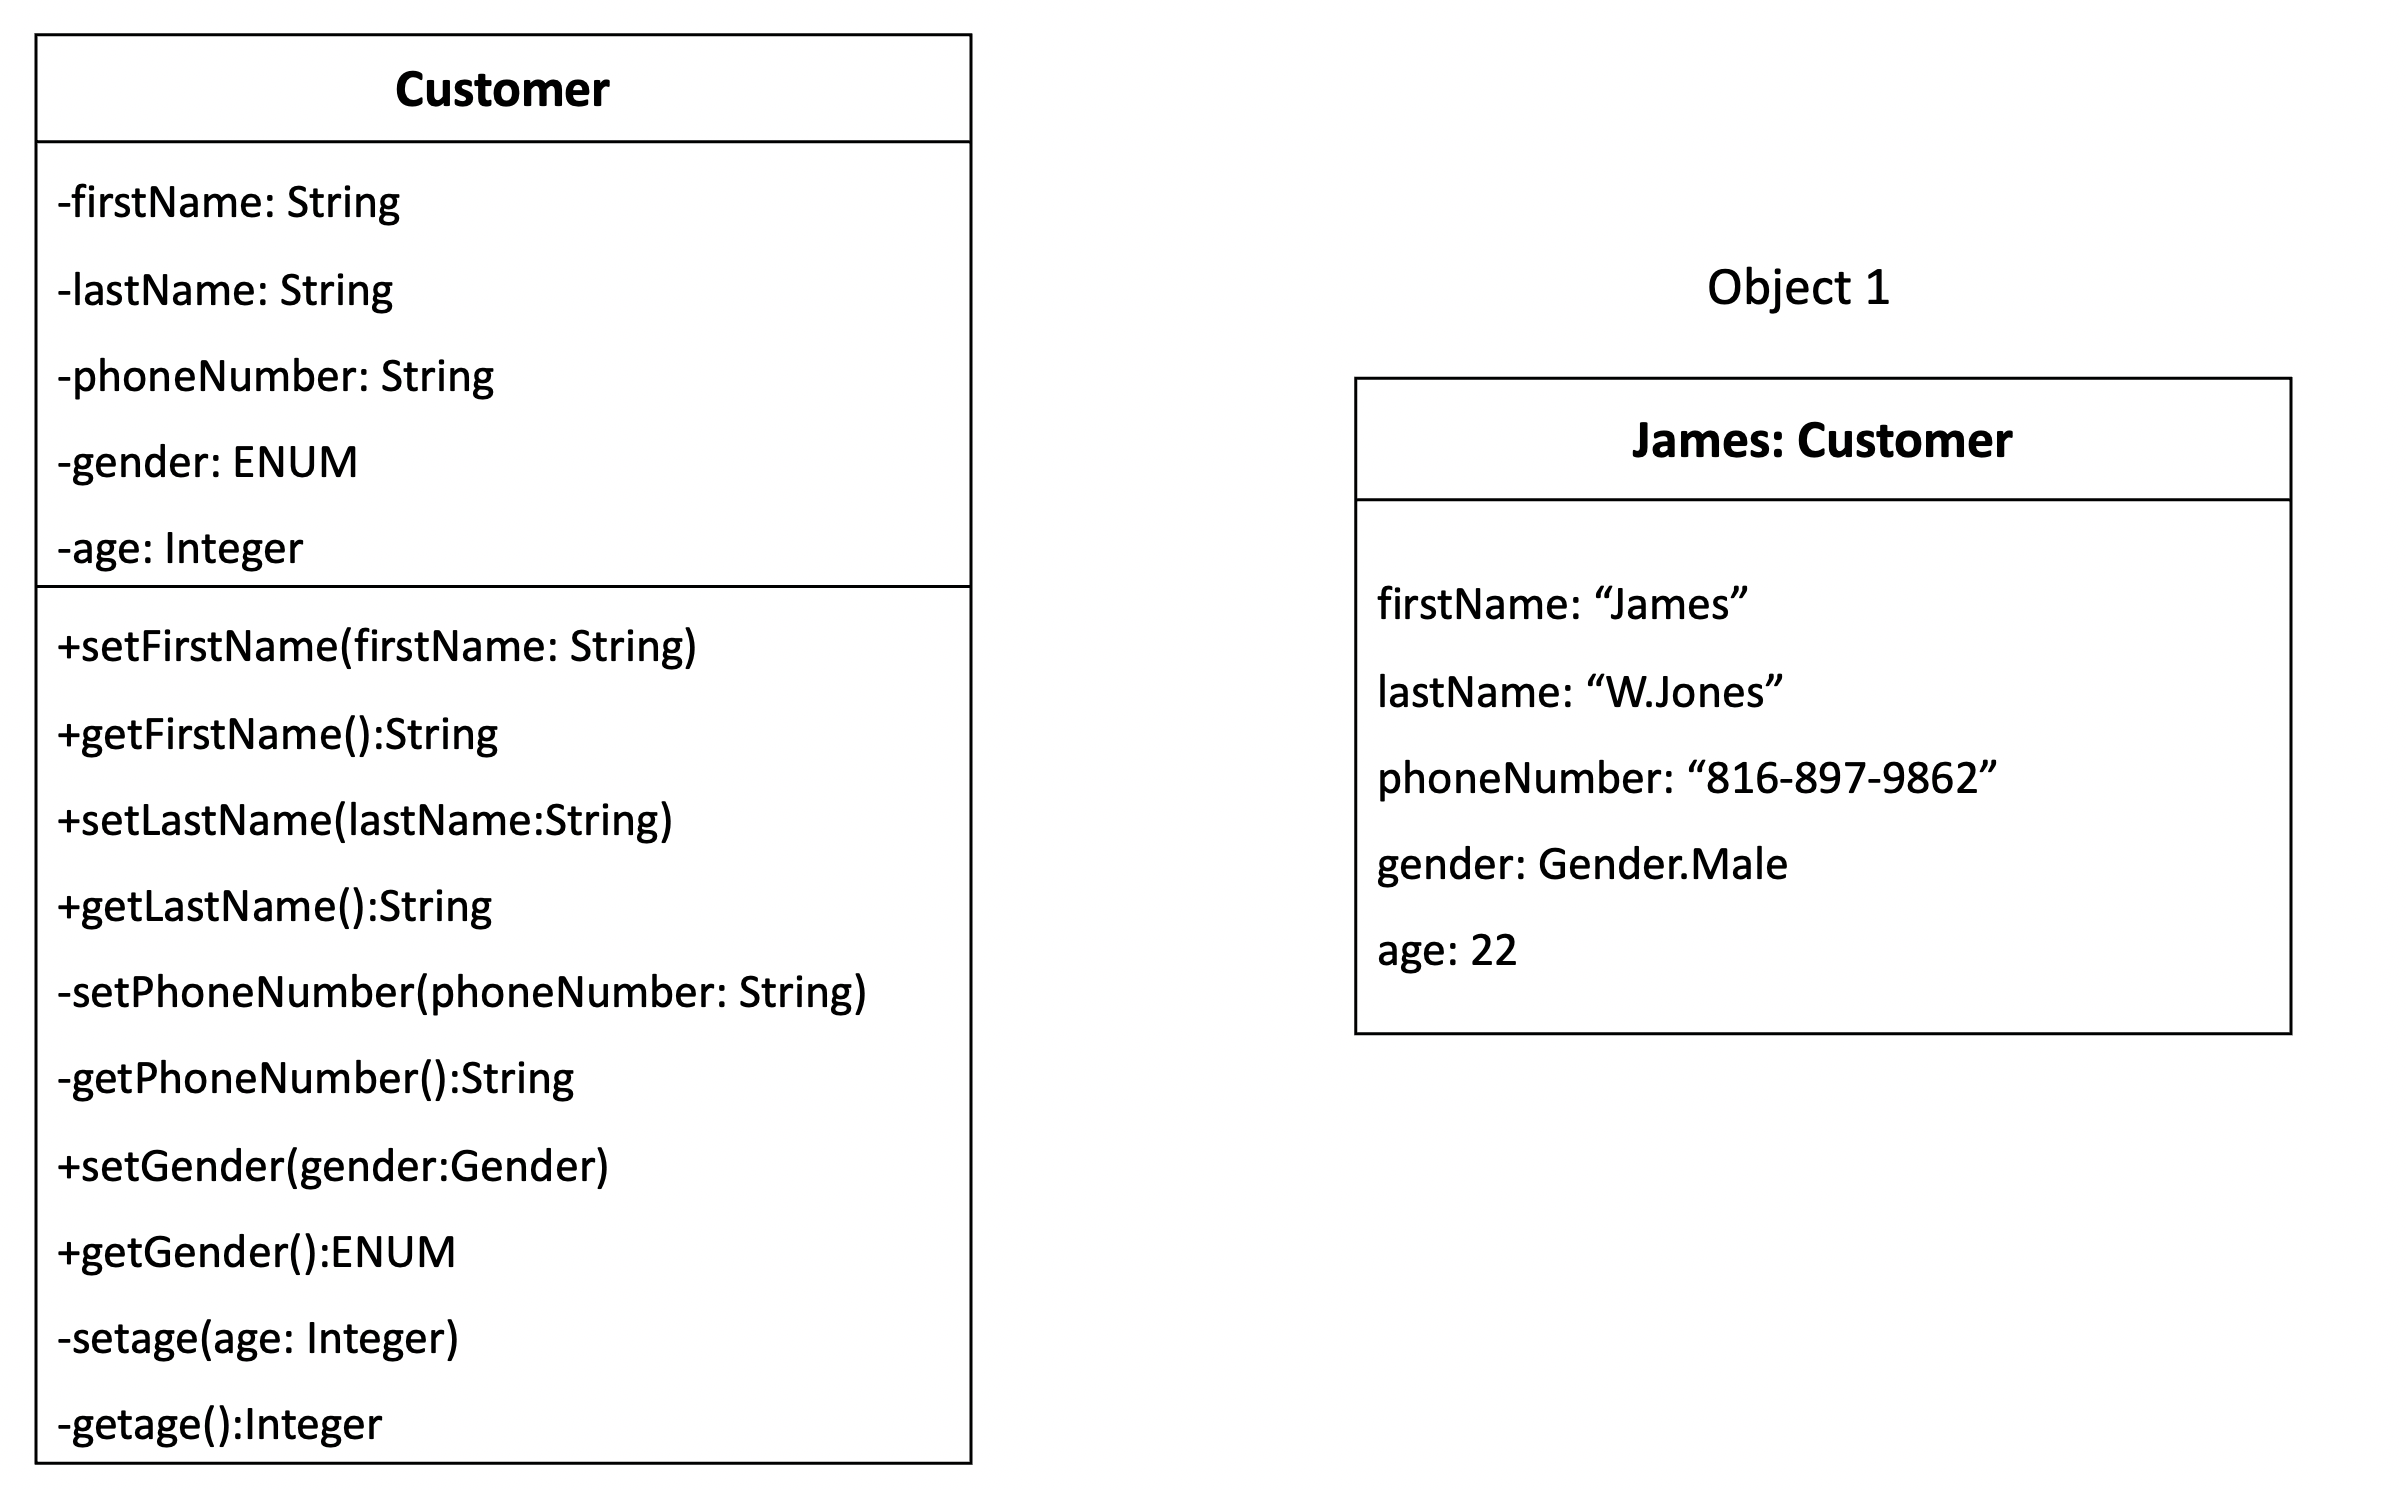 Customer
-firstName: String
-lastName: String
-phoneNumber: String
-gender: ENUM
-age: Integer
+setFirstName(firstName: String)
+getFirstName():String
+setLastName(lastName:String)
+getLastName():String
-setPhoneNumber(phoneNumber: String)
-getPhoneNumber():String
+setGender(gender:Gender)
+getGender():ENUM
-setage(age: Integer)
-getage():Integer
Object 1
James: Customer
firstName: “James”
lastName: “W.Jones”
phoneNumber: “816-897-9862”
gender: Gender.Male
age: 22